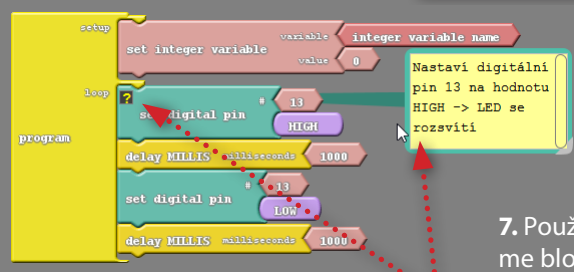 setup
set integer variable
variable
integer variable name
value
0
loop
?
set digital pin
#
13
HIGH
Nastaví digitální
pin 13 na hodnotu
HIGH -> LED se
rozsvítí
program
delay MILLIS
milliseconds
1000
set digital pin
#
13
LOW
delay MILLIS
milliseconds
1000
7. Použ
me blo